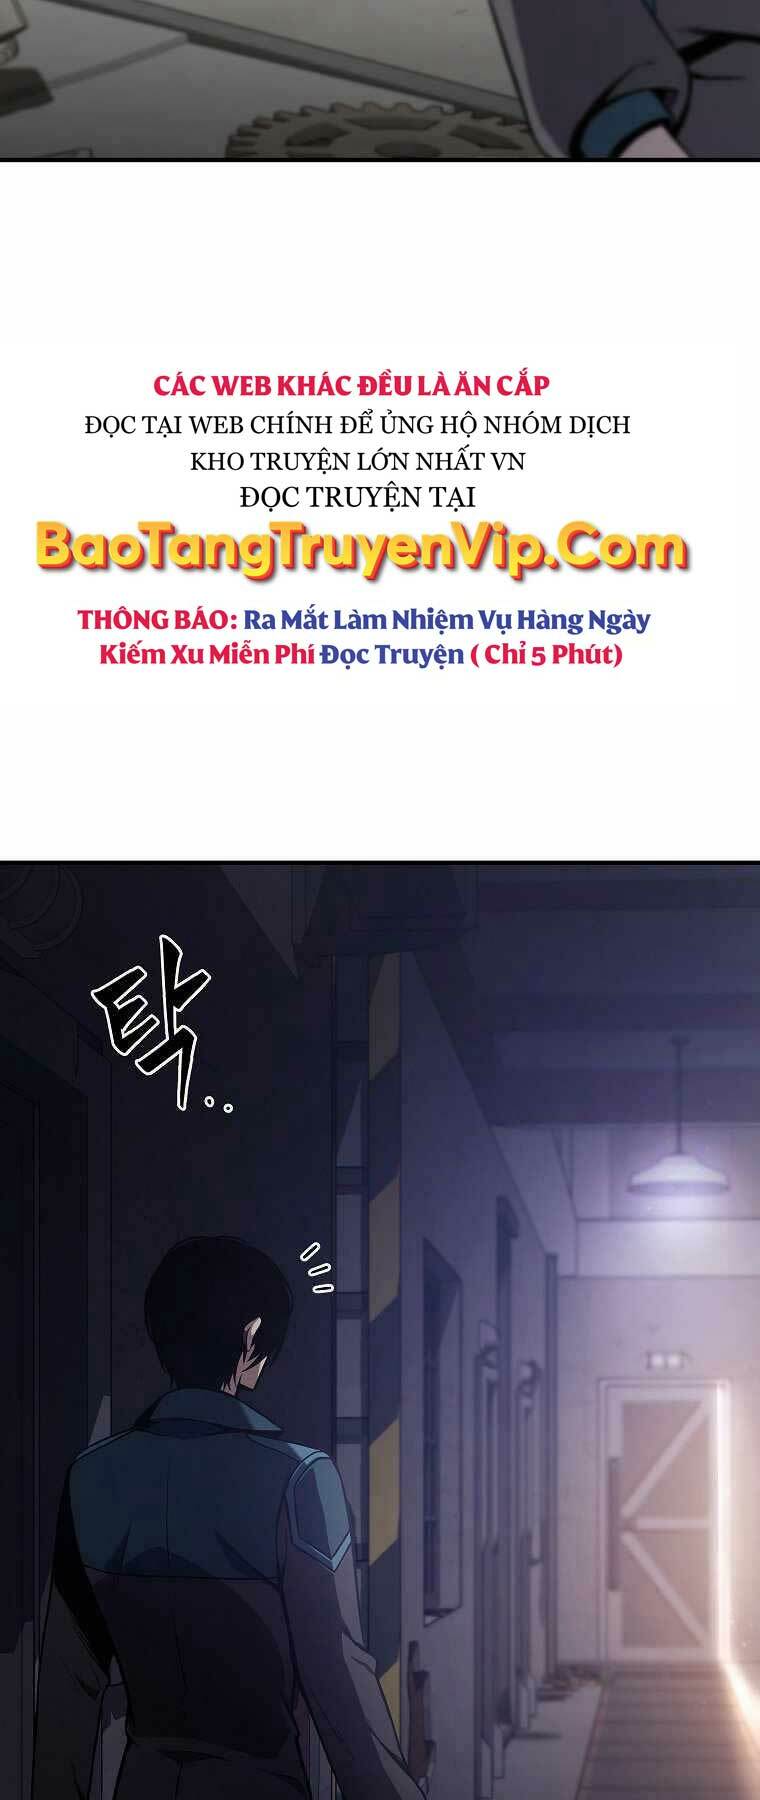 CÁC WEB KHÁC ĐỀU LÀ ĂN CẮP
ĐỌC TẠI WEB CHÍNH ĐỂ ỦNG HỘ NHÓM DỊCH
KHO TRUYỆN LỚN NHẤT VN
ĐỌC TRUYỆN TẠI
BaoTangTruyenVip.Com
THÔNG BÁO: Ra Mắt Làm Nhiệm Vụ Hàng Ngày
Kiếm Xu Miễn Phí Đọc Truyện ( Chỉ 5 Phút)
탁..